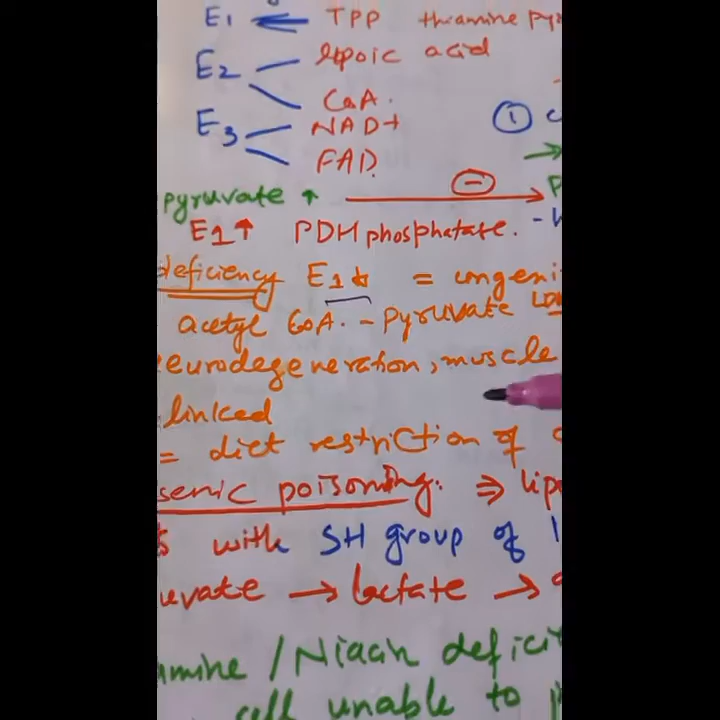 E1 TPP thiamine py
E2 lipoic acid
CoA.
E3 NAD+ ① C
FAD.
pyruvate ↑ ⊖ P
E1↑ PDH phosphatase. -
deficiency E1 = congeni
acetyl CoA. - pyruvate
eurodegeneration, muscle
linked
= diet restriction of
senic poisoning. ⇒ lip
with SH group of l
uvate → lactate → a
amine / Niacin defici
cell unable to p